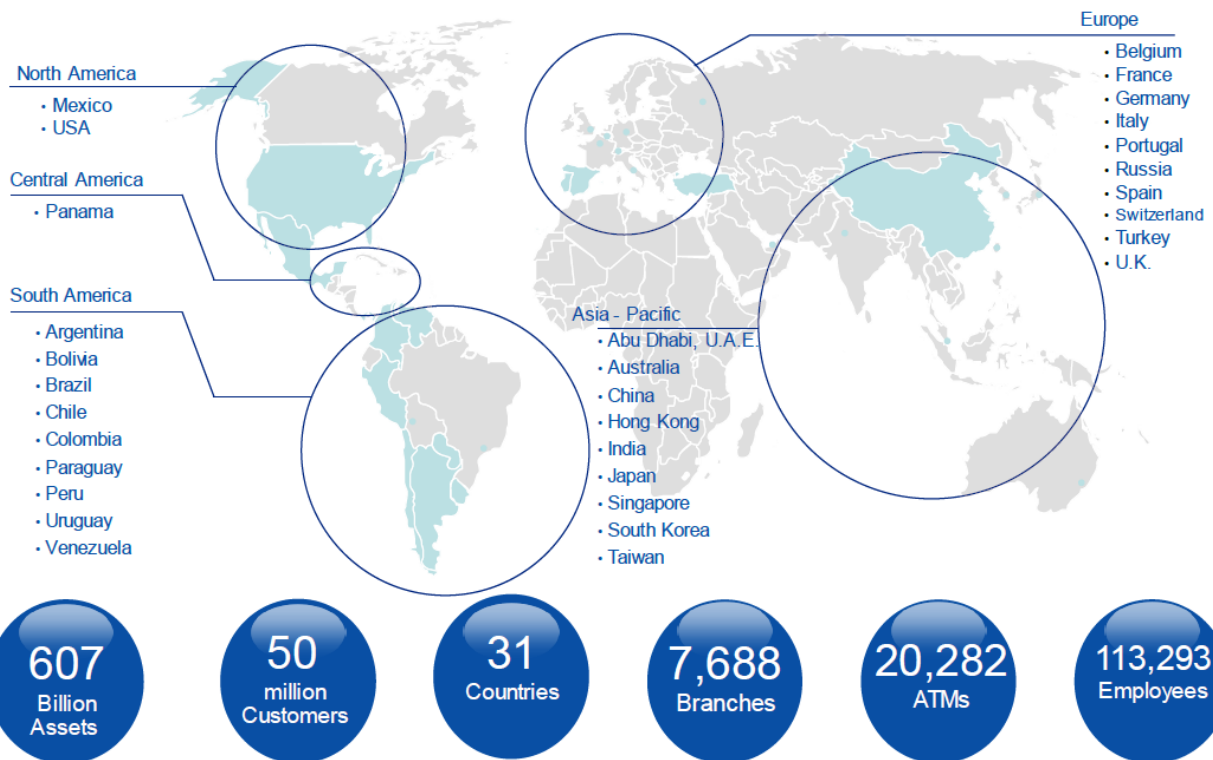 North America
• Mexico
• USA
Central America
• Panama
South America
• Argentina
• Bolivia
• Brazil
• Chile
• Colombia
• Paraguay
• Peru
• Uruguay
• Venezuela
Europe
• Belgium
• France
• Germany
• Italy
• Portugal
• Russia
• Spain
• Switzerland
• Turkey
• U.K.
Asia - Pacific
• Abu Dhabi, U.A.E.
• Australia
• China
• Hong Kong
• India
• Japan
• Singapore
• South Korea
• Taiwan
607
Billion
Assets
50
million
Customers
31
Countries
7,688
Branches
20,282
ATMs
113,293
Employees